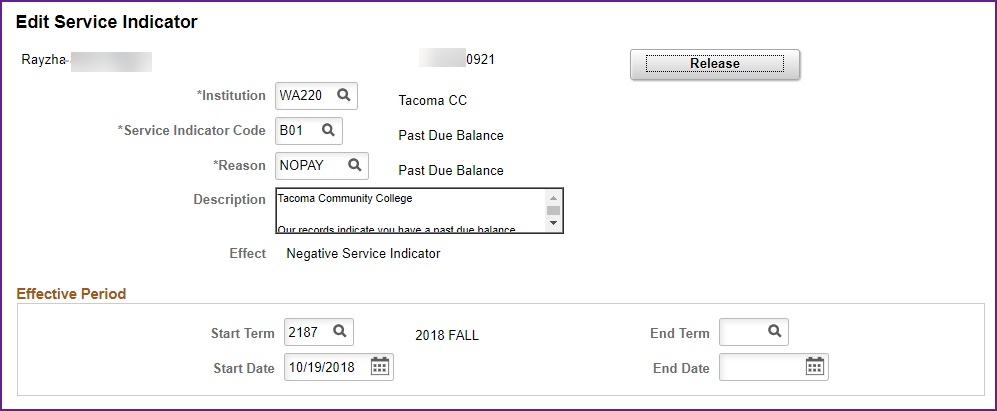 Edit Service Indicator
Rayzha 0921 Release
*Institution WA220 Tacoma CC
*Service Indicator Code B01 Past Due Balance
*Reason NOPAY Past Due Balance
Description Tacoma Community College
Our records indicate you have a past due balance
Effect Negative Service Indicator
Effective Period
Start Term 2187 2018 FALL End Term
Start Date 10/19/2018 End Date